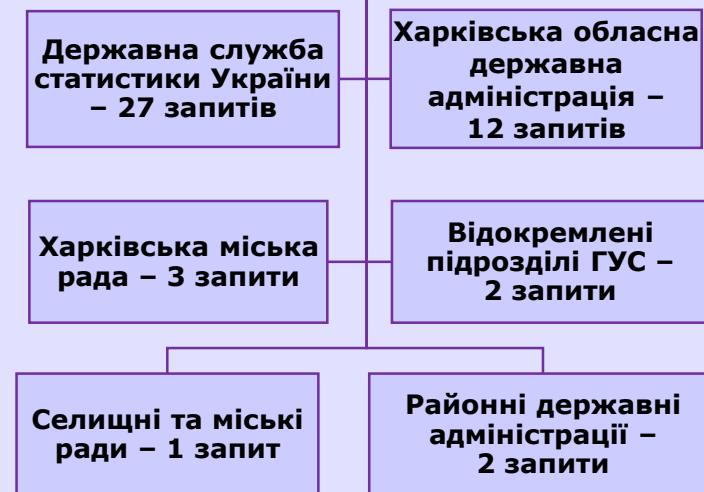 Державна служба
статистики України
– 27 запитів
Харківська обласна
державна
адміністрація –
12 запитів
Харківська міська
рада – 3 запити
Відокремлені
підрозділі ГУС –
2 запити
Селищні та міські
ради – 1 запит
Районні державні
адміністрації –
2 запити